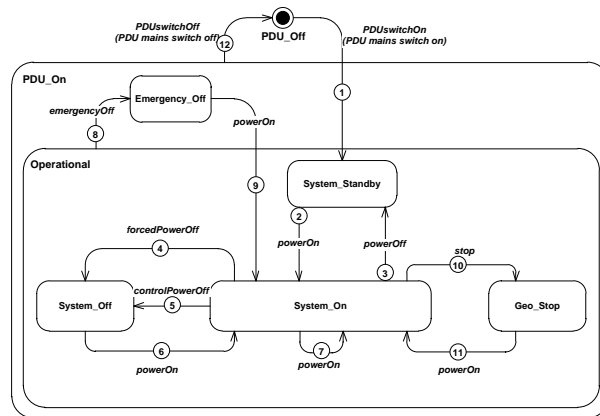 PDUswitchOff
(PDU mains switch off)
12
PDU_Off
PDUswitchOn
(PDU mains switch on)
PDU_On
1
Emergency_Off
emergencyOff
8
powerOn
9
Operational
System_Standby
2
powerOn
powerOff
3
forcedPowerOff
4
stop
10
System_Off
controlPowerOff
5
System_On
Geo_Stop
6
powerOn
7
powerOn
11
powerOn